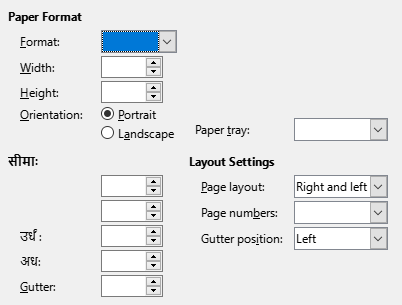 Paper Format
Format:
Width:
Height:
Orientation: Portrait
Landscape
Paper tray:
सीमाः
Layout Settings
Page layout: Right and left
Page numbers:
उर्धं :
Gutter position: Left
अधः
Gutter: